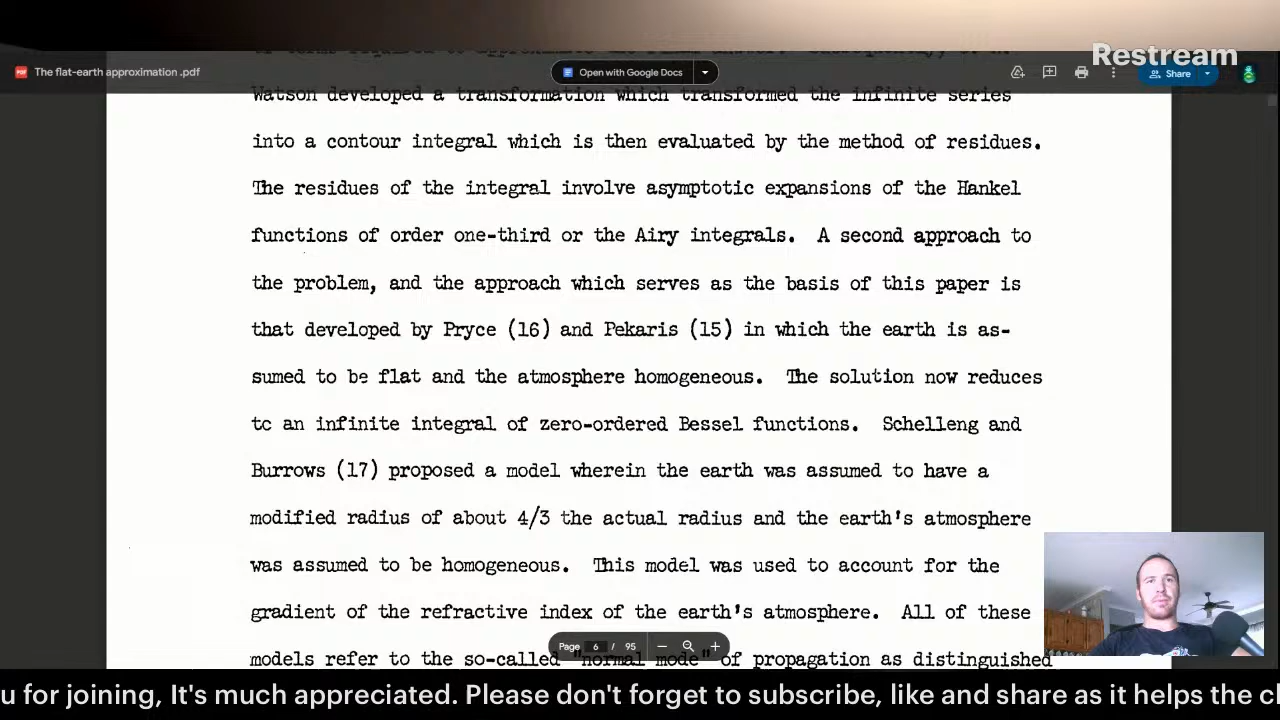 Restream
The flat-earth approximation .pdf
Open with Google Docs
Share
Watson developed a transformation which transformed the infinite series
into a contour integral which is then evaluated by the method of residues.
The residues of the integral involve asymptotic expansions of the Hankel
functions of order one-third or the Airy integrals. A second approach to
the problem, and the approach which serves as the basis of this paper is
that developed by Pryce (16) and Pekaris (15) in which the earth is as-
sumed to be flat and the atmosphere homogeneous. The solution now reduces
to an infinite integral of zero-ordered Bessel functions. Schelleng and
Burrows (17) proposed a model wherein the earth was assumed to have a
modified radius of about 4/3 the actual radius and the earth's atmosphere
was assumed to be homogeneous. This model was used to account for the
gradient of the refractive index of the earth's atmosphere. All of these
models refer to the so-called "normal mode" of propagation as distinguished
Page 6 / 95
u for joining, It's much appreciated. Please don't forget to subscribe, like and share as it helps the c